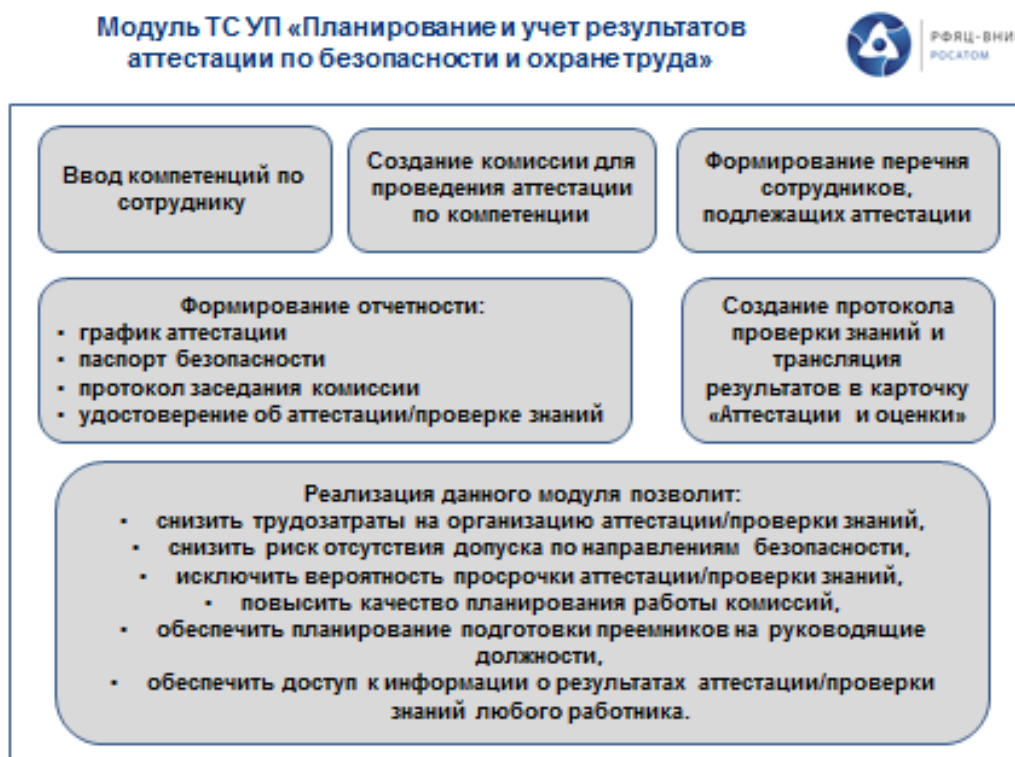 Модуль ТС УП «Планирование и учет результатов
аттестации по безопасности и охране труда»
РФЯЦ-ВНИ
РОСАТОМ
Ввод компетенций по
сотруднику
Создание комиссии для
проведения аттестации
по компетенции
Формирование перечня
сотрудников,
подлежащих аттестации
Формирование отчетности:
▪ график аттестации
▪ паспорт безопасности
▪ протокол заседания комиссии
▪ удостоверение об аттестации/проверке знаний
Создание протокола
проверки знаний и
трансляция
результатов в карточку
«Аттестации и оценки»
Реализация данного модуля позволит:
▪ снизить трудозатраты на организацию аттестации/проверки знаний,
▪ снизить риск отсутствия допуска по направлениям безопасности,
▪ исключить вероятность просрочки аттестации/проверки знаний,
▪ повысить качество планирования работы комиссий,
▪ обеспечить планирование подготовки преемников на руководящие
должности,
▪ обеспечить доступ к информации о результатах аттестации/проверки
знаний любого работника.